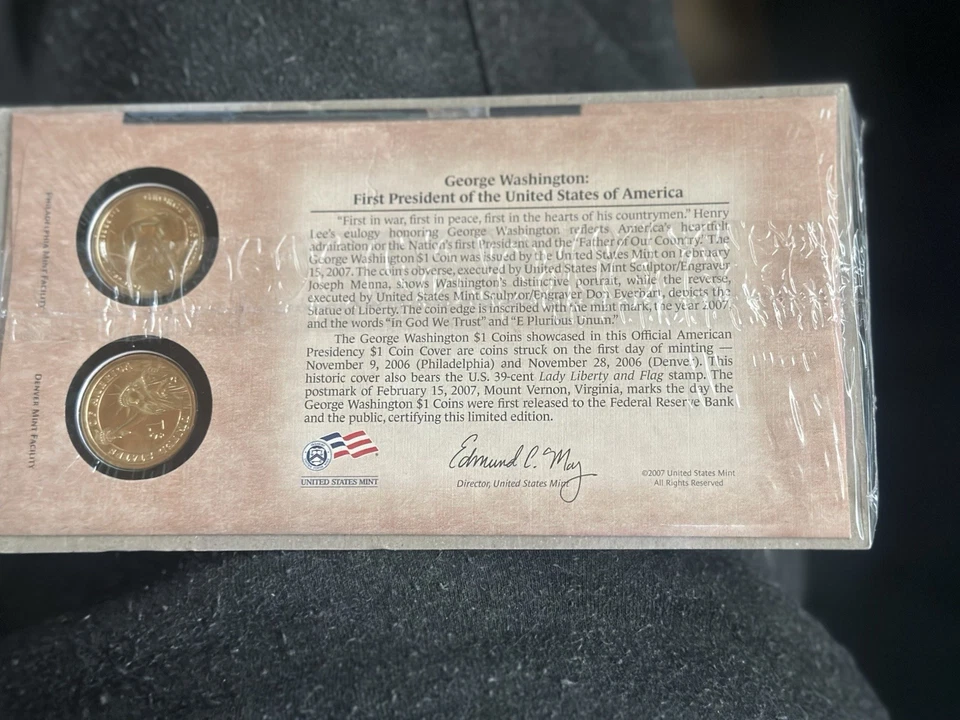 George Washington:
First President of the United States of America
"First in war, first in peace, first in the hearts of his countrymen." Henry
Lee's eulogy honoring George Washington reflects America's heartfelt
admiration for the Nation's first President and the "Father of Our Country." The
George Washington $1 Coin was issued by the United States Mint on February
15, 2007. The coins obverse, executed by United States Mint Sculptor/Engraver
Joseph Menna, shows Washington's distinctive portrait, while the reverse,
executed by United States Mint Sculptor/Engraver Don Everhart, depicts the
Statue of Liberty. The coin edge is inscribed with the mint mark, the year 2007
and the words "in God We Trust" and "E Plurious Unun."
The George Washington $1 Coins showcased in this Official American
Presidency $1 Coin Cover are coins struck on the first day of minting —
November 9, 2006 (Philadelphia) and November 28, 2006 (Denver). This
historic cover also bears the U.S. 39-cent Lady Liberty and Flag stamp. The
postmark of February 15, 2007, Mount Vernon, Virginia, marks the day the
George Washington $1 Coins were first released to the Federal Reserve Bank
and the public, certifying this limited edition.
UNITED STATES MINT
Edmund C. Moy
Director, United States Mint
©2007 United States Mint
All Rights Reserved
PHILADELPHIA MINT FACILITY
DENVER MINT FACILITY